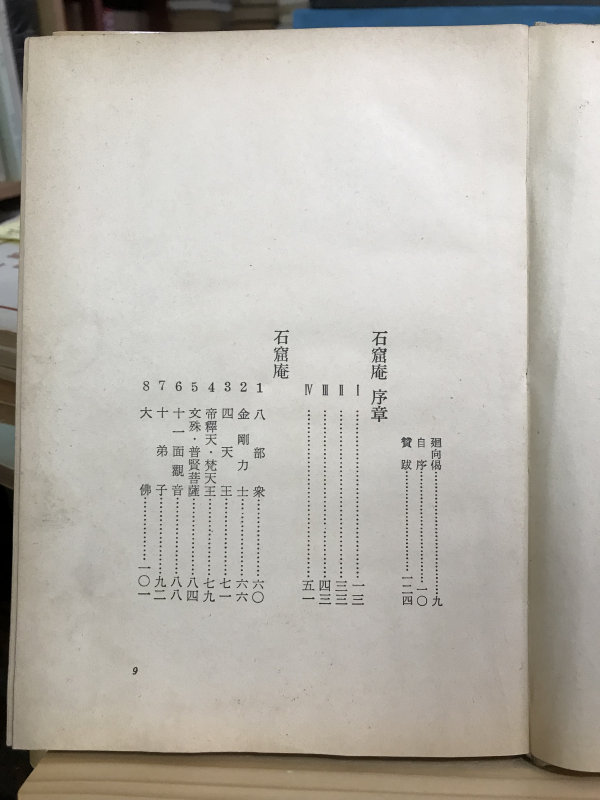 廻向偈……………………九
自序……………………一〇
贊跋……………………一二四
石窟庵 序章
Ⅰ……………………一三
Ⅱ……………………三三
Ⅲ……………………四三
Ⅳ……………………五一
石窟庵
1 八部衆……………六〇
2 金剛力士……………六六
3 四天王……………七一
4 帝釋天・梵天王……………七九
5 文殊・普賢菩薩……………八四
6 十一面觀音……………八八
7 十弟子……………九二
8 大佛……………一〇一
9